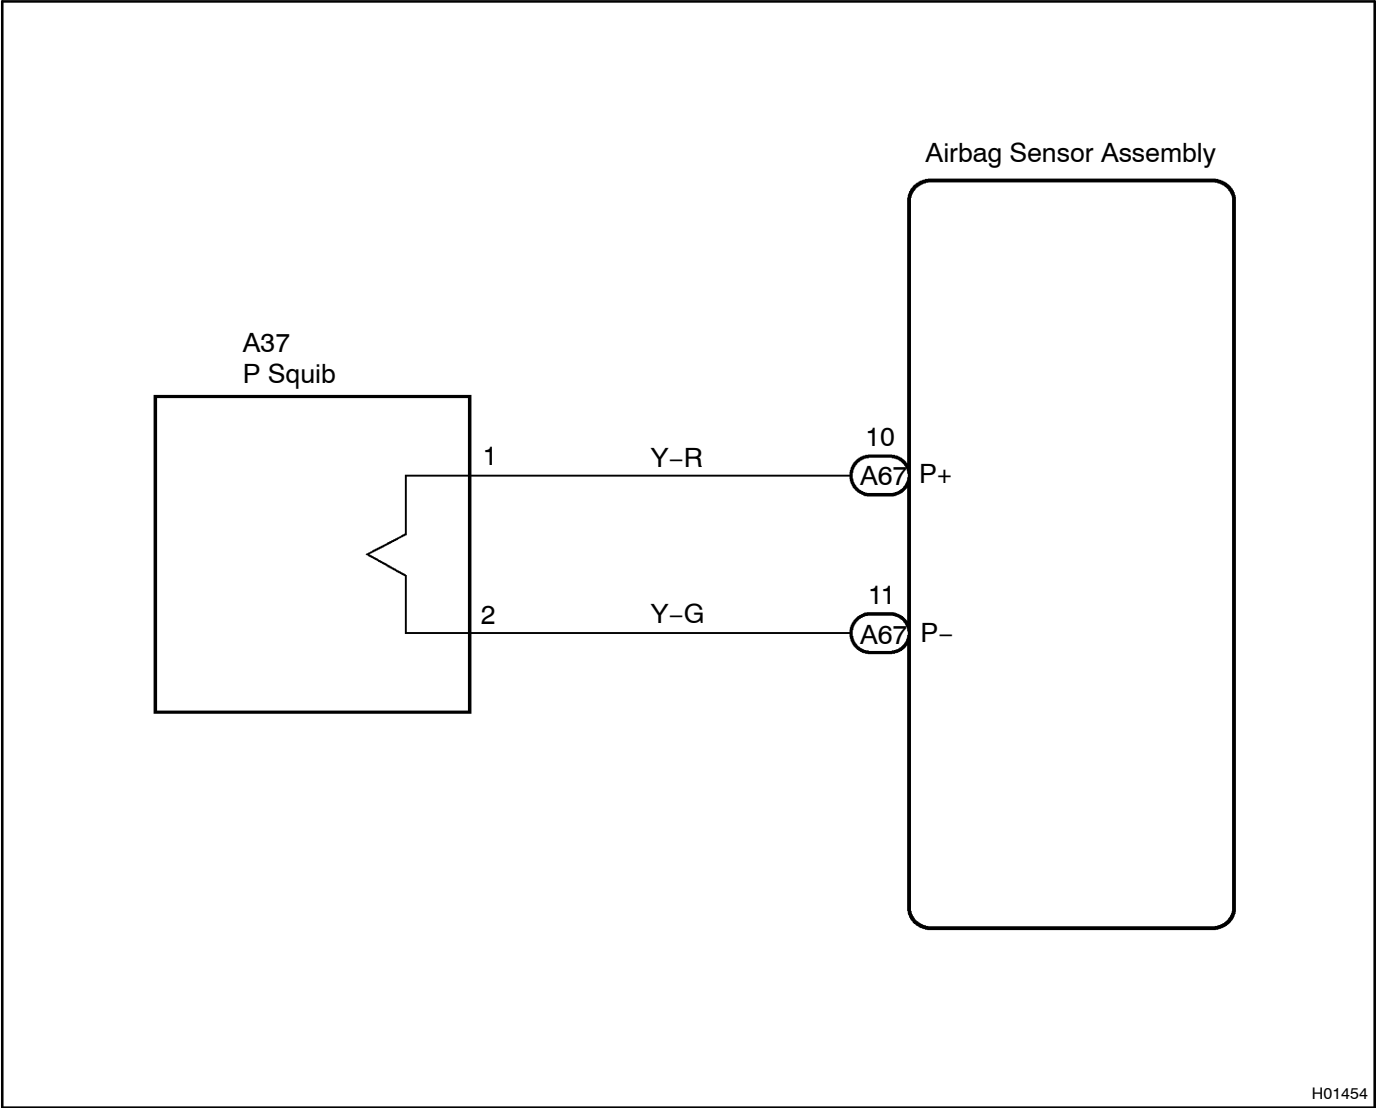 Airbag Sensor Assembly
A37
P Squib
1
Y–R
10
A67
P+
2
Y–G
11
A67
P–
H01454